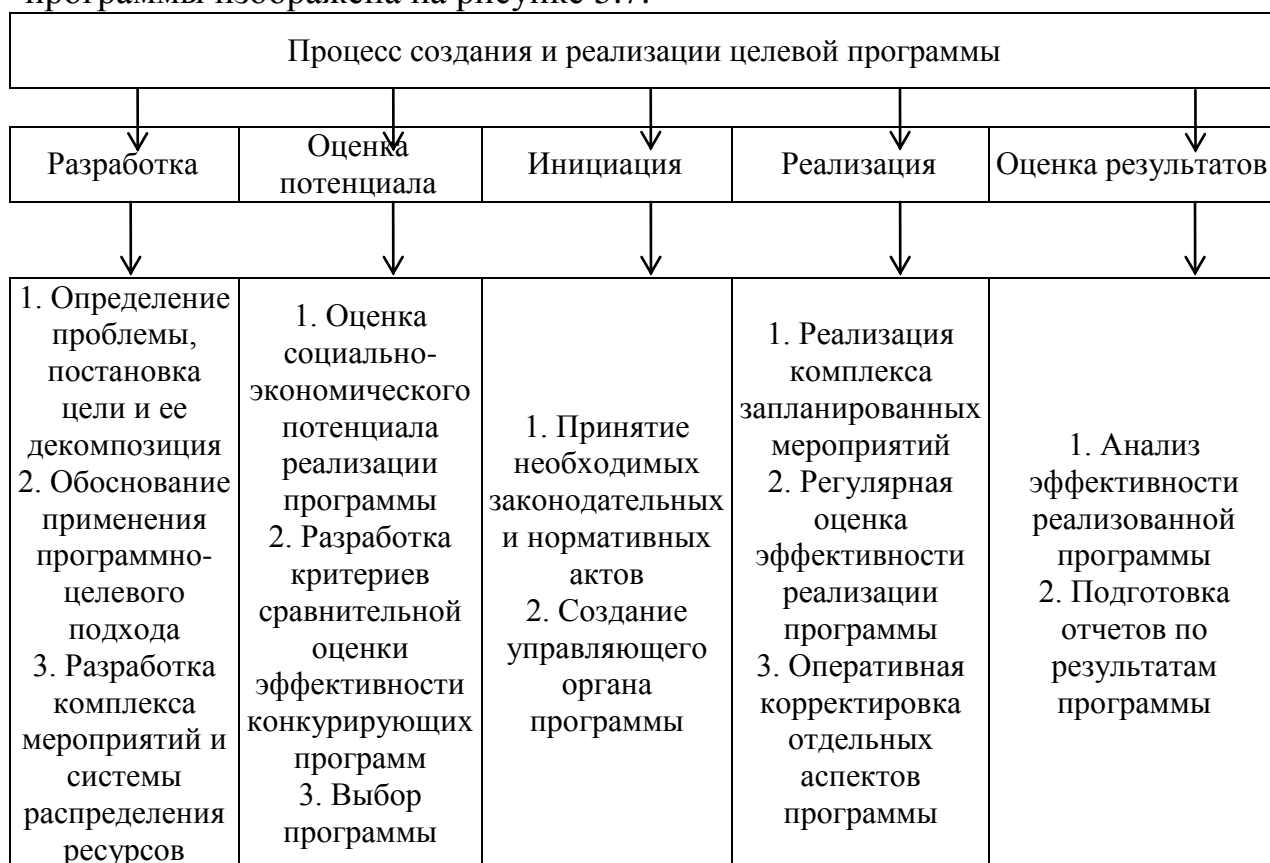 программы изображена на рисунке 3.7.
Процесс создания и реализации целевой программы
Разработка
Оценка
потенциала
Инициация
Реализация
Оценка результатов
1. Определение
проблемы,
постановка
цели и ее
декомпозиция
2. Обоснование
применения
программно-
целевого
подхода
3. Разработка
комплекса
мероприятий и
системы
распределения
ресурсов
1. Оценка
социально-
экономического
потенциала
реализации
программы
2. Разработка
критериев
сравнительной
оценки
эффективности
конкурирующих
программ
3. Выбор
программы
1. Принятие
необходимых
законодательных
и нормативных
актов
2. Создание
управляющего
органа
программы
1. Реализация
комплекса
запланированных
мероприятий
2. Регулярная
оценка
эффективности
реализации
программы
3. Оперативная
корректировка
отдельных
аспектов
программы
1. Анализ
эффективности
реализованной
программы
2. Подготовка
отчетов по
результатам
программы